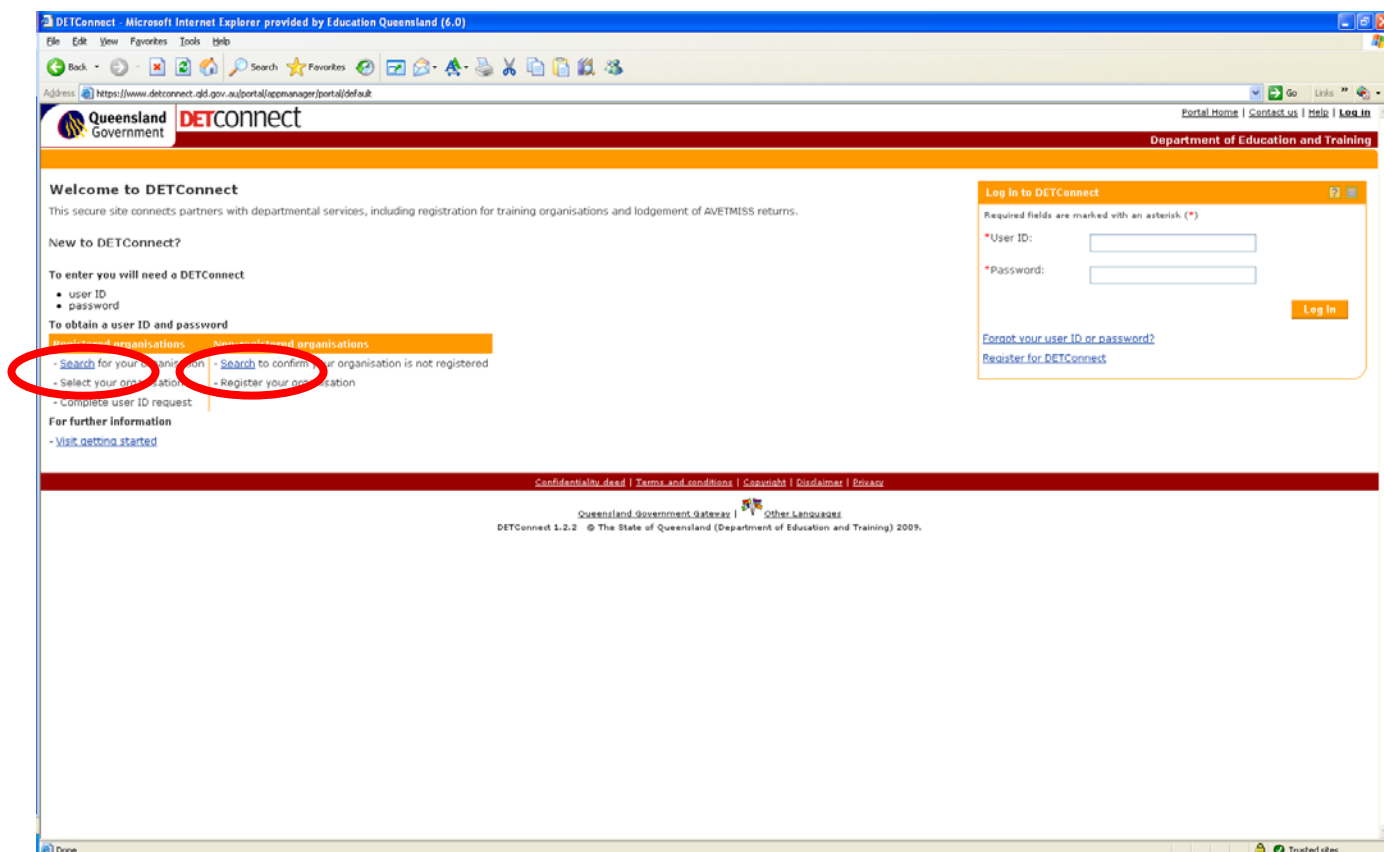 DETConnect - Microsoft Internet Explorer provided by Education Queensland (6.0)
File Edit View Favorites Tools Help
Back Search Favorites
Address https://www.detconnect.qld.gov.au/portal/appmanager/portal/default Go Links »
Queensland Government DETconnect
Portal Home | Contact us | Help | Log in
Department of Education and Training
Welcome to DETConnect
This secure site connects partners with departmental services, including registration for training organisations and lodgement of AVETMISS returns.
New to DETConnect?
To enter you will need a DETConnect
• user ID
• password
To obtain a user ID and password
Registered organisations Non-registered organisations
- Search for your organisation - Search to confirm your organisation is not registered
- Select your organisation - Register your organisation
- Complete user ID request
For further information
- Visit getting started
Log in to DETConnect
Required fields are marked with an asterisk (*)
*User ID:
*Password:
Log In
Forgot your user ID or password?
Register for DETConnect
Confidentiality deed | Terms and conditions | Copyright | Disclaimer | Privacy
Queensland Government Gateway | Other Languages
DETConnect 1.2.2 © The State of Queensland (Department of Education and Training) 2009.
Done Trusted sites